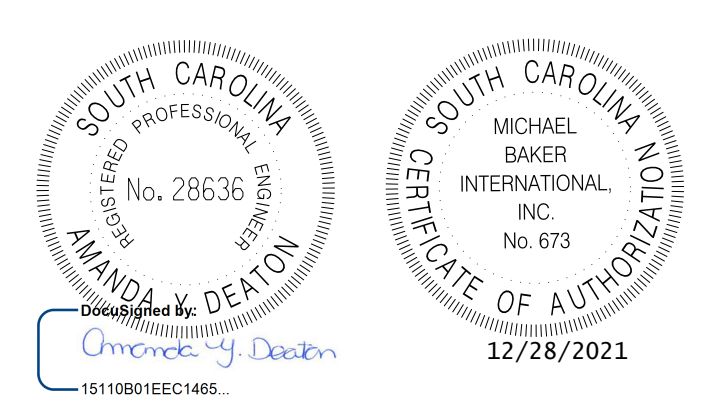 SOUTH CAROLINA
REGISTERED PROFESSIONAL ENGINEER
No. 28636
AMANDA Y DEATON
DocuSigned by:
Amanda Y. Deaton
15110B01EEC1465...
SOUTH CAROLINA
MICHAEL
BAKER
INTERNATIONAL,
INC.
No. 673
CERTIFICATE OF AUTHORIZATION
12/28/2021